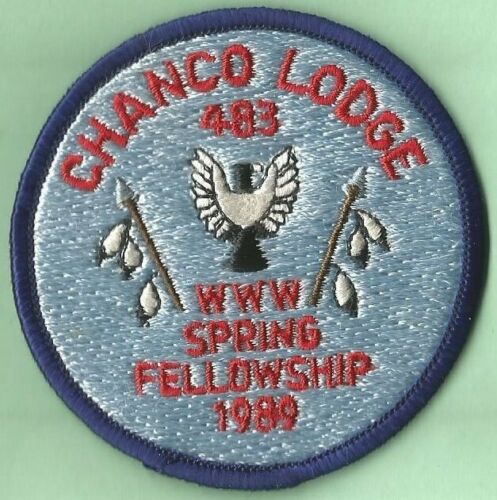 CHANCO LODGE
483
WWW
SPRING
FELLOWSHIP
1989